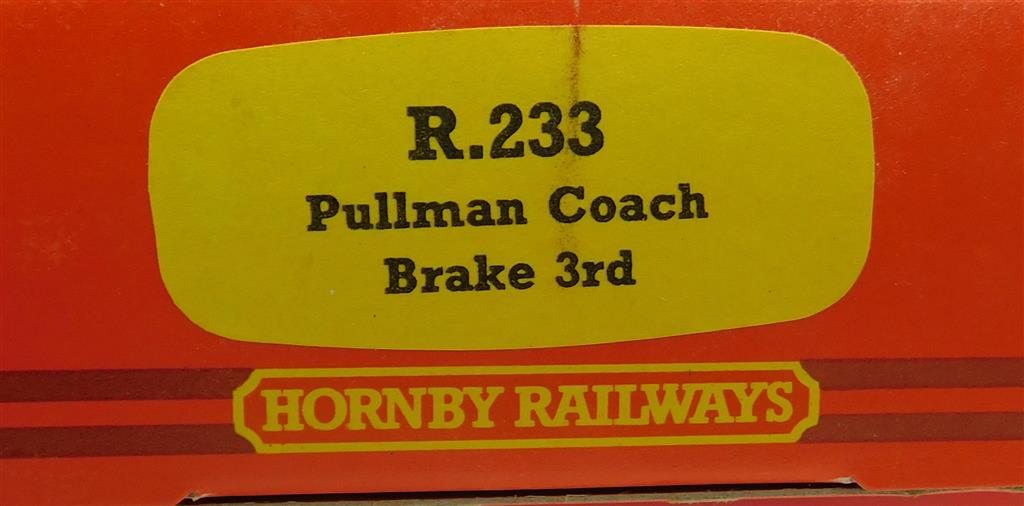 R.233
Pullman Coach
Brake 3rd
HORNBY RAILWAYS